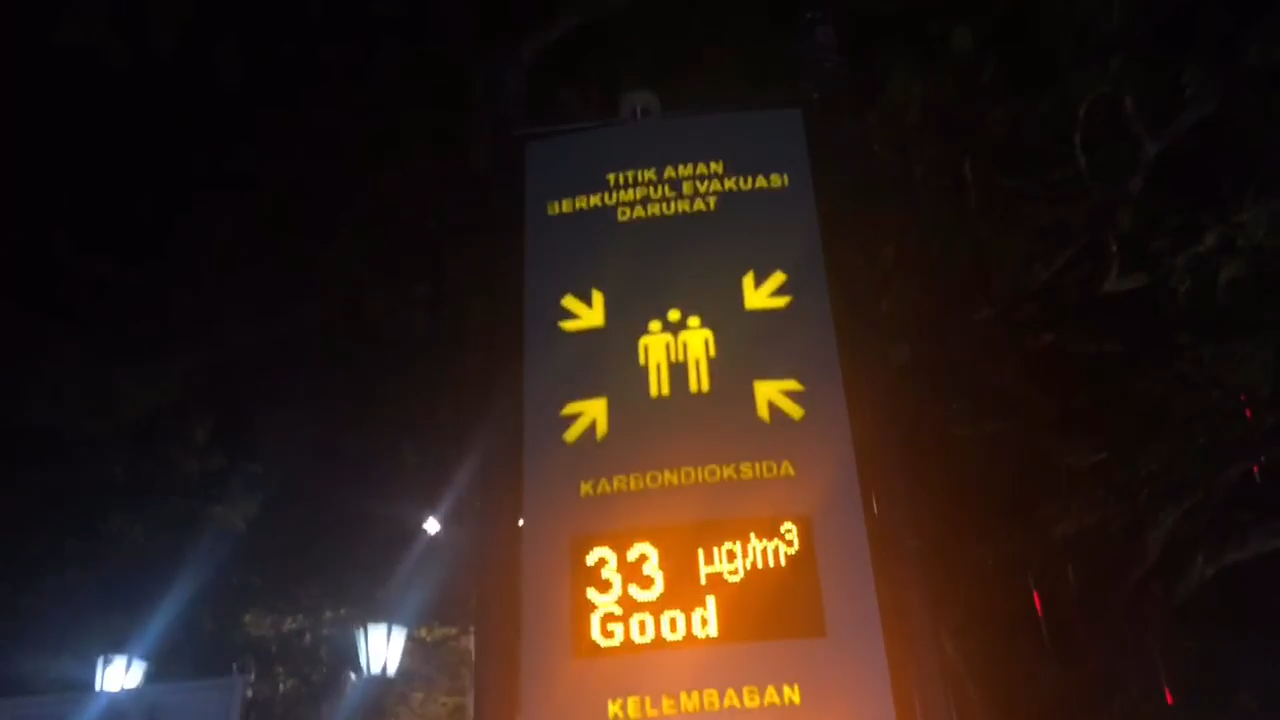 TITIK AMAN
BERKUMPUL EVAKUASI
DARURAT
KARBONDIOKSIDA
33 µg/m³
Good
KELEMBABAN